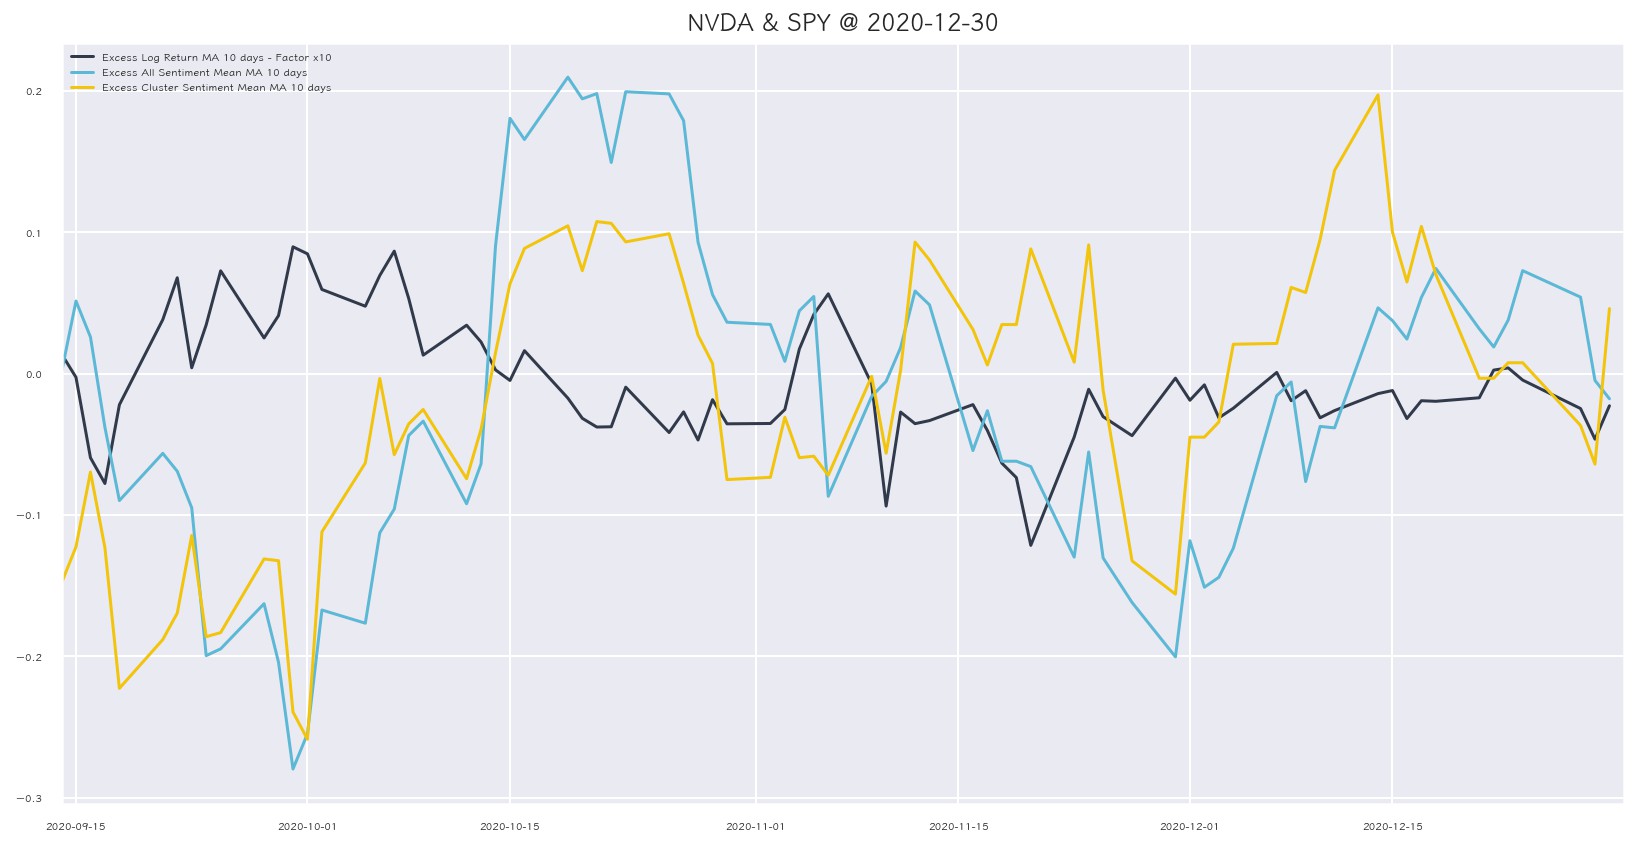 NVDA & SPY @ 2020-12-30
Excess Log Return MA 10 days - Factor x10
Excess All Sentiment Mean MA 10 days
Excess Cluster Sentiment Mean MA 10 days
0.2
0.1
0.0
−0.1
−0.2
−0.3
2020-09-15 2020-10-01 2020-10-15 2020-11-01 2020-11-15 2020-12-01 2020-12-15